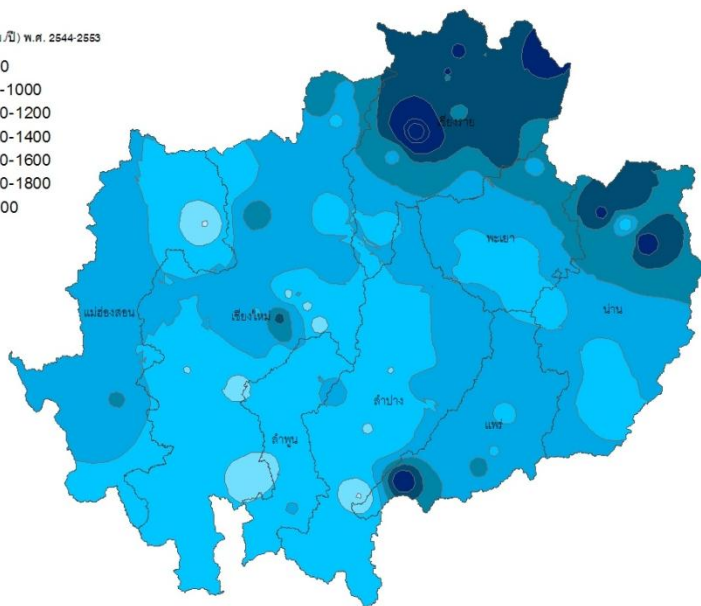 ./ปี) พ.ศ. 2544-2553
0
-1000
0-1200
0-1400
0-1600
0-1800
00
เชียงราย
พะเยา
น่าน
แม่ฮ่องสอน
เชียงใหม่
ลำปาง
แพร่
ลำพูน